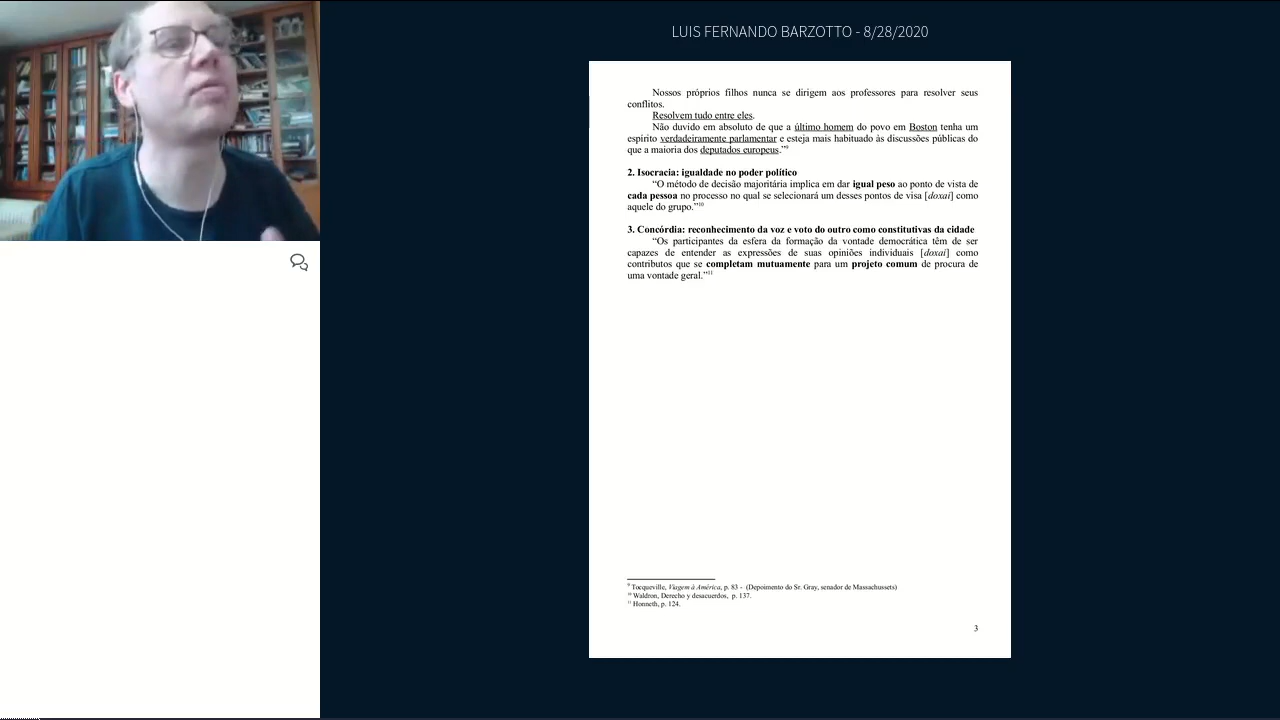 LUIS FERNANDO BARZOTTO - 8/28/2020
Nossos próprios filhos nunca se dirigem aos professores para resolver seus
conflitos.
Resolvem tudo entre eles.
Não duvido em absoluto de que a último homem do povo em Boston tenha um
espírito verdadeiramente parlamentar e esteja mais habituado às discussões públicas do
que a maioria dos deputados europeus.”9
2. Isocracia: igualdade no poder político
“O método de decisão majoritária implica em dar igual peso ao ponto de vista de
cada pessoa no processo no qual se selecionará um desses pontos de visa [doxai] como
aquele do grupo.”10
3. Concórdia: reconhecimento da voz e voto do outro como constitutivas da cidade
“Os participantes da esfera da formação da vontade democrática têm de ser
capazes de entender as expressões de suas opiniões individuais [doxai] como
contributos que se completam mutuamente para um projeto comum de procura de
uma vontade geral.”11
9 Tocqueville, Viagem à América, p. 83 - (Depoimento do Sr. Gray, senador de Massachussets)
10 Waldron, Derecho y desacuerdos, p. 137.
11 Honneth, p. 124.
3